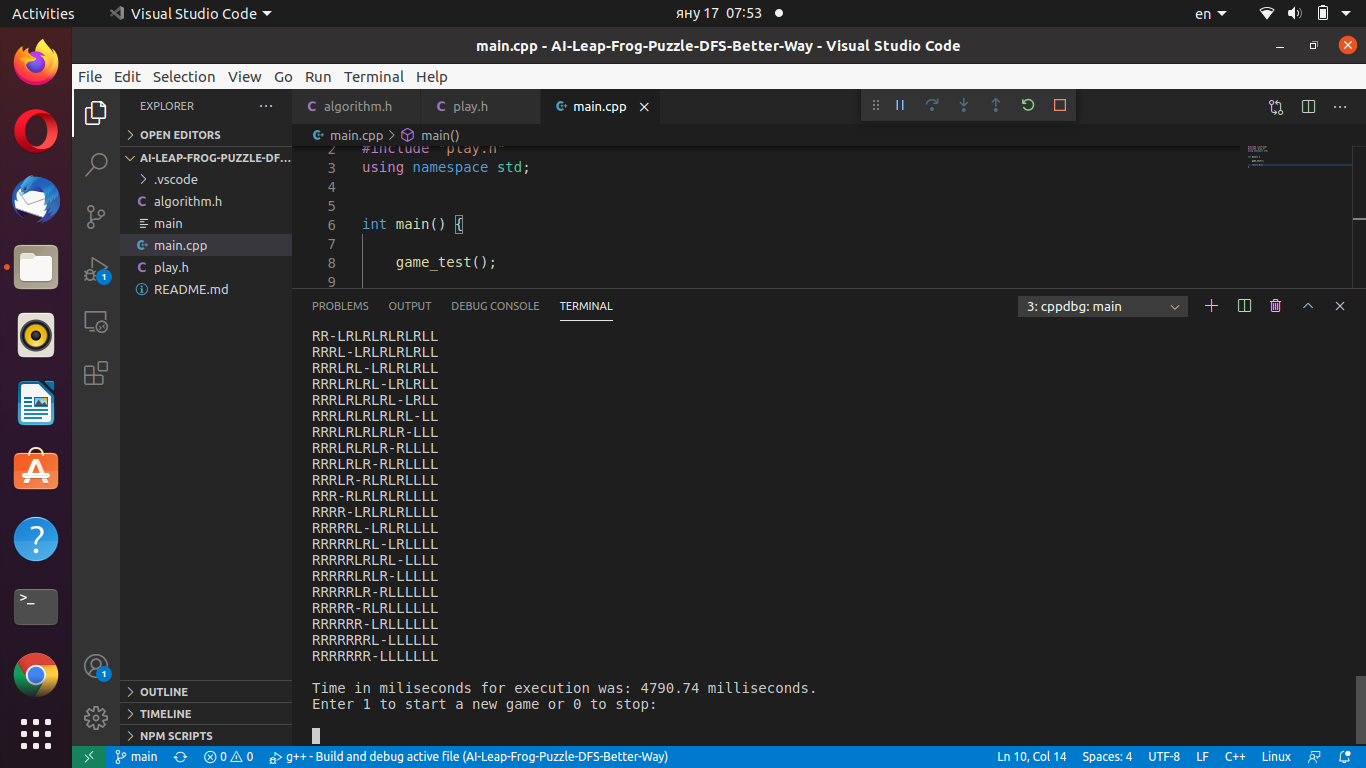 Activities
Visual Studio Code
яну 17 07:53
en
main.cpp - AI-Leap-Frog-Puzzle-DFS-Better-Way - Visual Studio Code
File Edit Selection View Go Run Terminal Help
EXPLORER
OPEN EDITORS
AI-LEAP-FROG-PUZZLE-DF...
.vscode
C algorithm.h
main
C++ main.cpp
C play.h
README.md
OUTLINE
TIMELINE
NPM SCRIPTS
1
1
C algorithm.h
C play.h
C++ main.cpp
C++ main.cpp > main()
2 #include "play.h"
3 using namespace std;
4
5
6 int main() {
7
8 game_test();
9
PROBLEMS OUTPUT DEBUG CONSOLE TERMINAL
3: cppdbg: main
RR-LRLRLRLRLRLL
RRRL-LRLRLRLRLL
RRRLRL-LRLRLRLL
RRRLRLRL-LRLRLL
RRRLRLRLRL-LRLL
RRRLRLRLRLRL-LL
RRRLRLRLRLR-LLL
RRRLRLRLR-RLLLL
RRRLRLR-RLRLLLL
RRRLR-RLRLRLLLL
RRR-RLRLRLRLLLL
RRRR-LRLRLRLLLL
RRRRRL-LRLRLLLL
RRRRRLRL-LRLLLL
RRRRRLRLRL-LLLL
RRRRRLRLR-LLLLL
RRRRRLR-RLLLLLL
RRRRR-RLRLLLLLL
RRRRRR-LRLLLLLL
RRRRRRRL-LLLLLL
RRRRRRR-LLLLLLL
Time in miliseconds for execution was: 4790.74 milliseconds.
Enter 1 to start a new game or 0 to stop:
main
0 0
g++ - Build and debug active file (AI-Leap-Frog-Puzzle-DFS-Better-Way)
Ln 10, Col 14
Spaces: 4
UTF-8
LF
C++
Linux